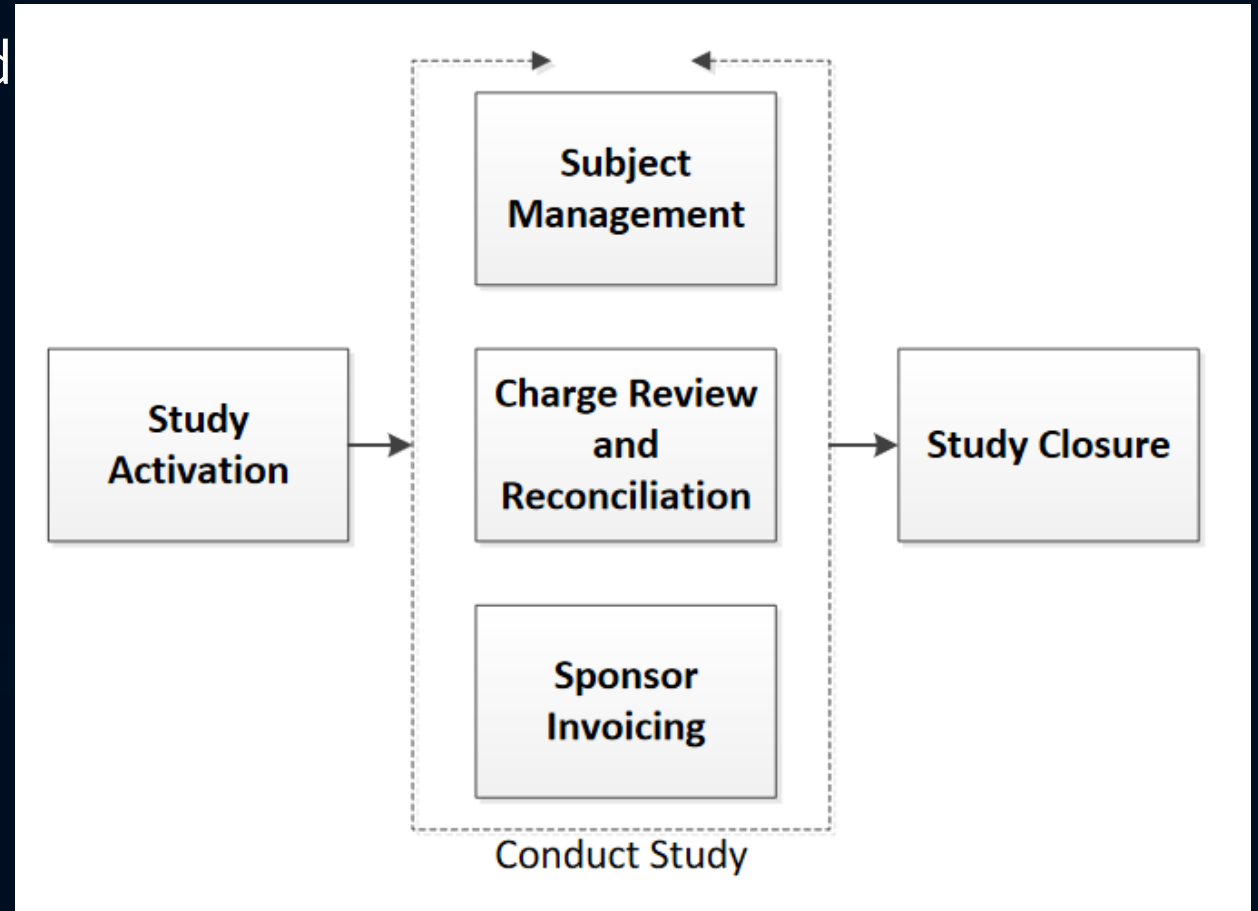 d
Subject
Management
Study
Activation
Charge Review
and
Reconciliation
Study Closure
Sponsor
Invoicing
Conduct Study